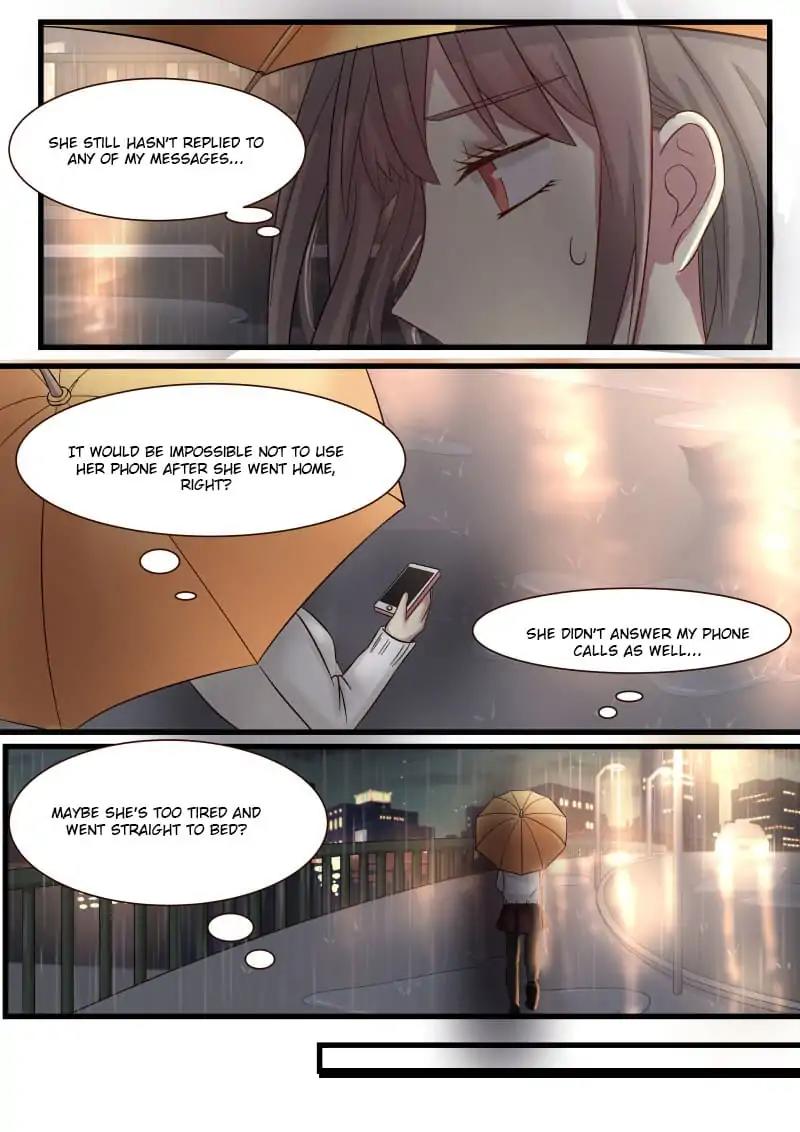 SHE STILL HASN'T REPLIED TO
ANY OF MY MESSAGES...
IT WOULD BE IMPOSSIBLE NOT TO USE
HER PHONE AFTER SHE WENT HOME,
RIGHT?
SHE DIDN'T ANSWER MY PHONE
CALLS AS WELL...
MAYBE SHE'S TOO TIRED AND
WENT STRAIGHT TO BED?